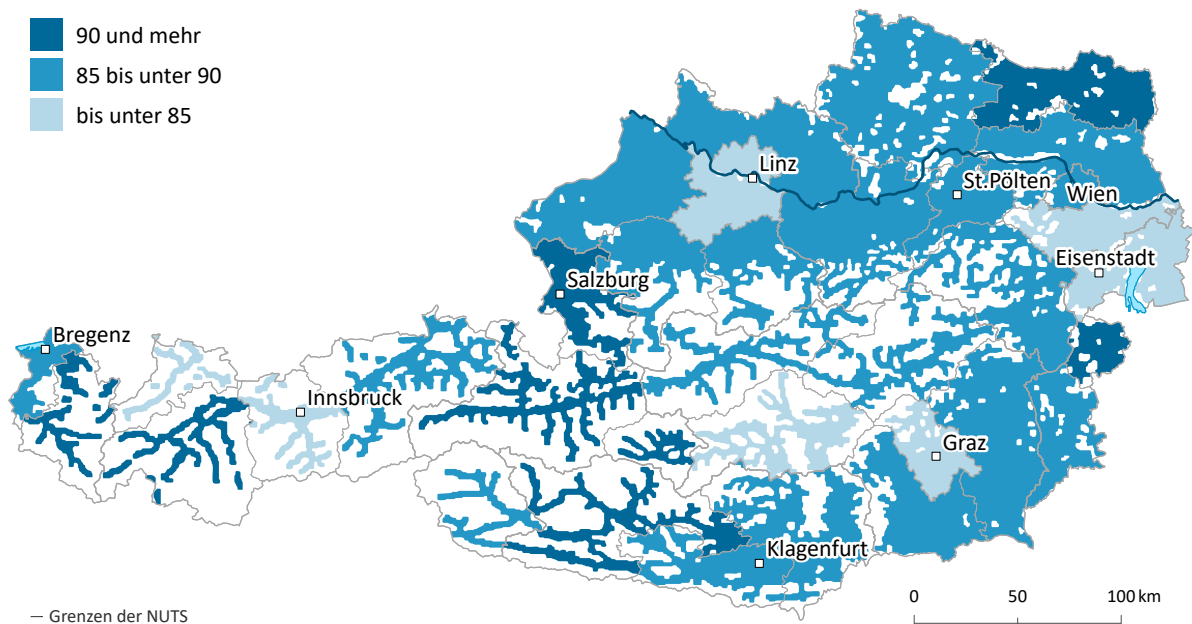 90 und mehr
85 bis unter 90
bis unter 85
Linz
St.Pölten
Wien
Eisenstadt
Salzburg
Bregenz
Innsbruck
Graz
Klagenfurt
— Grenzen der NUTS
0 50 100 km